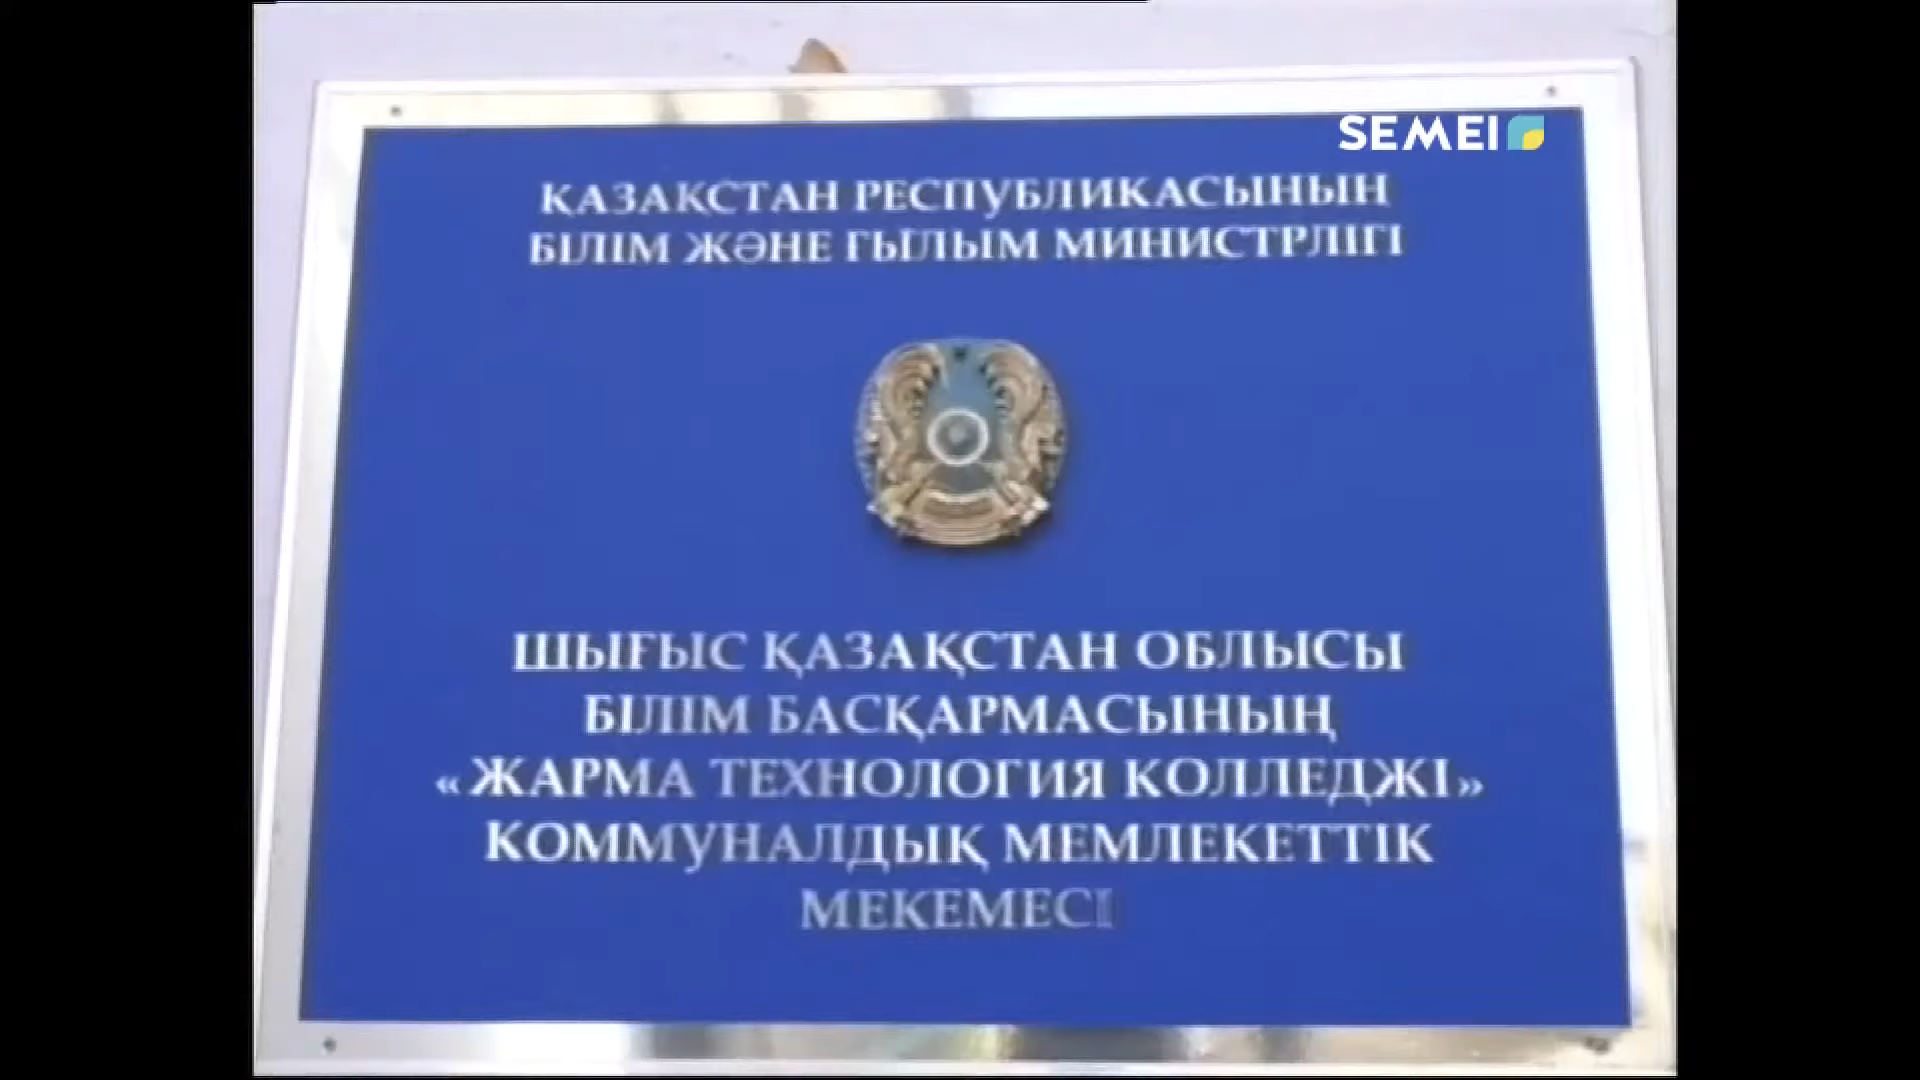 SEMEI
ҚАЗАҚСТАН РЕСПУБЛИКАСЫНЫҢ
БІЛІМ ЖӘНЕ ҒЫЛЫМ МИНИСТРЛІГІ
ШЫҒЫС ҚАЗАҚСТАН ОБЛЫСЫ
БІЛІМ БАСҚАРМАСЫНЫҢ
«ЖАРМА ТЕХНОЛОГИЯ КОЛЛЕДЖІ»
КОММУНАЛДЫҚ МЕМЛЕКЕТТІК
МЕКЕМЕСІ